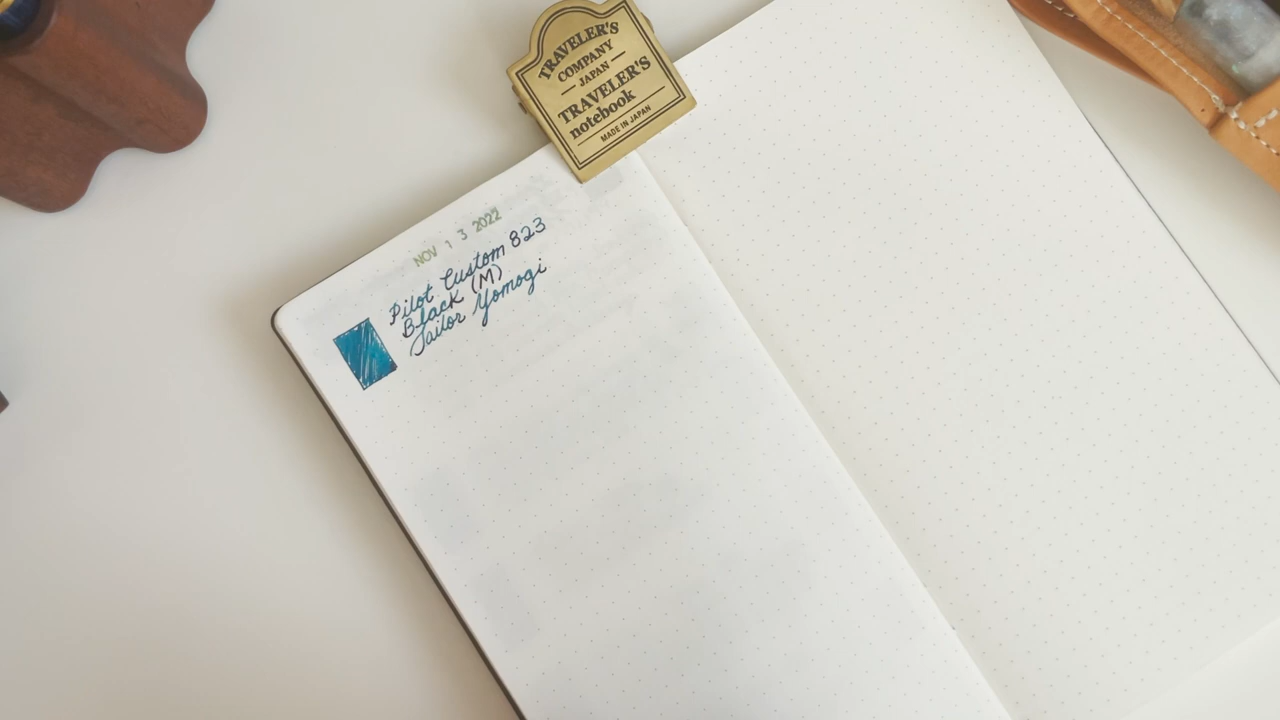 TRAVELER'S
COMPANY
JAPAN
TRAVELER'S
notebook
MADE IN JAPAN
NOV 1 3 2022
Pilot Custom 823
Black (M)
Sailor Yomogi